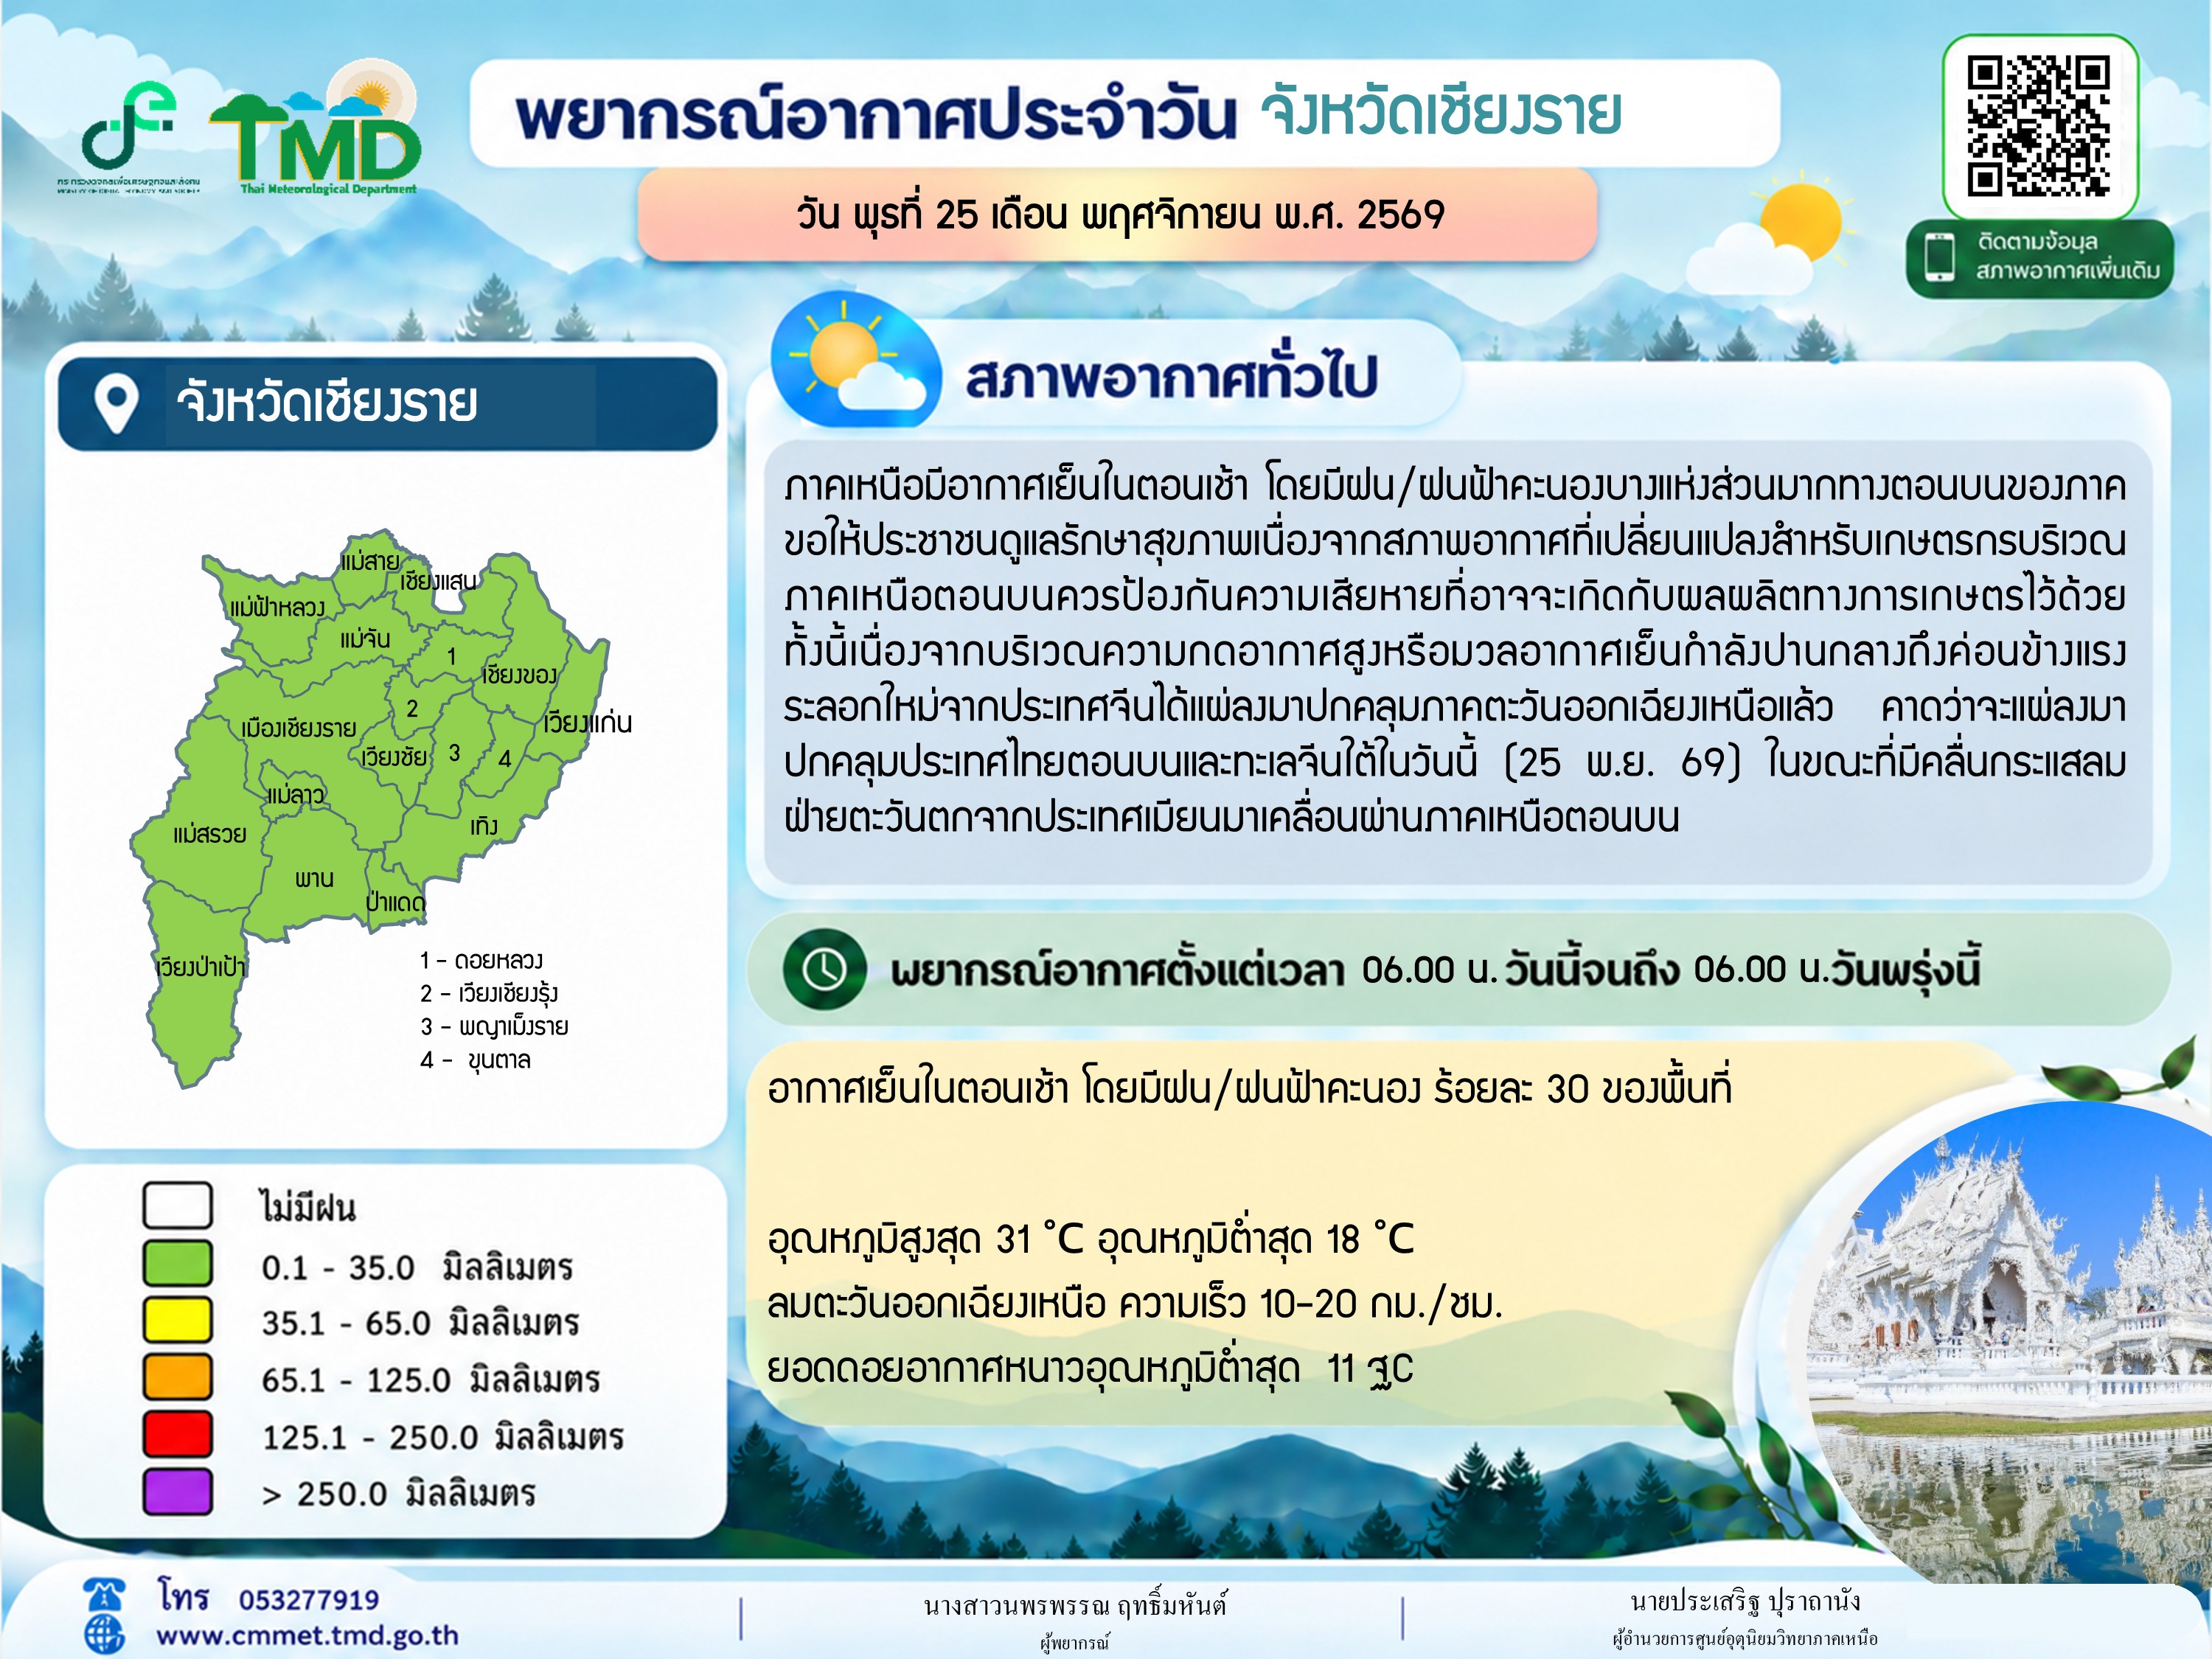 TMD
Thai Meteorological Department
พยากรณ์อากาศประจำวัน จังหวัดเชียงราย
วัน พุธที่ 25 เดือน พฤศจิกายน พ.ศ. 2569
ติดตามข้อมูล
สภาพอากาศเพิ่มเติม
จังหวัดเชียงราย
แม่สาย
เชียงแสน
แม่ฟ้าหลวง
แม่จัน
1
เชียงของ
2
เมืองเชียงราย
เวียงแก่น
เวียงชัย
3
4
แม่ลาว
แม่สรวย
เทิง
พาน
ป่าแดด
เวียงป่าเป้า
1 - ดอยหลวง
2 - เวียงเชียงรุ้ง
3 - พญาเม็งราย
4 - ขุนตาล
ไม่มีฝน
0.1 - 35.0 มิลลิเมตร
35.1 - 65.0 มิลลิเมตร
65.1 - 125.0 มิลลิเมตร
125.1 - 250.0 มิลลิเมตร
> 250.0 มิลลิเมตร
สภาพอากาศทั่วไป
ภาคเหนือมีอากาศเย็นในตอนเช้า โดยมีฝน/ฝนฟ้าคะนองบางแห่งส่วนมากทางตอนบนของภาค
ขอให้ประชาชนดูแลรักษาสุขภาพเนื่องจากสภาพอากาศที่เปลี่ยนแปลงสำหรับเกษตรกรบริเวณ
ภาคเหนือตอนบนควรป้องกันความเสียหายที่อาจจะเกิดกับผลผลิตทางการเกษตรไว้ด้วย
ทั้งนี้เนื่องจากบริเวณความกดอากาศสูงหรือมวลอากาศเย็นกำลังปานกลางถึงค่อนข้างแรง
ระลอกใหม่จากประเทศจีนได้แผ่ลงมาปกคลุมภาคตะวันออกเฉียงเหนือแล้ว คาดว่าจะแผ่ลงมา
ปกคลุมประเทศไทยตอนบนและทะเลจีนใต้ในวันนี้ (25 พ.ย. 69) ในขณะที่มีคลื่นกระแสลม
ฝ่ายตะวันตกจากประเทศเมียนมาเคลื่อนผ่านภาคเหนือตอนบน
พยากรณ์อากาศตั้งแต่เวลา 06.00 น. วันนี้จนถึง 06.00 น.วันพรุ่งนี้
อากาศเย็นในตอนเช้า โดยมีฝน/ฝนฟ้าคะนอง ร้อยละ 30 ของพื้นที่
อุณหภูมิสูงสุด 31 °C อุณหภูมิต่ำสุด 18 °C
ลมตะวันออกเฉียงเหนือ ความเร็ว 10-20 กม./ชม.
ยอดดอยอากาศหนาวอุณหภูมิต่ำสุด 11 ฐC
โทร 053277919
www.cmmet.tmd.go.th
นางสาวนพรพรรณ ฤทธิ์มหันต์
ผู้พยากรณ์
นายประเสริฐ ปุราถานัง
ผู้อำนวยการศูนย์อุตุนิยมวิทยาภาคเหนือ